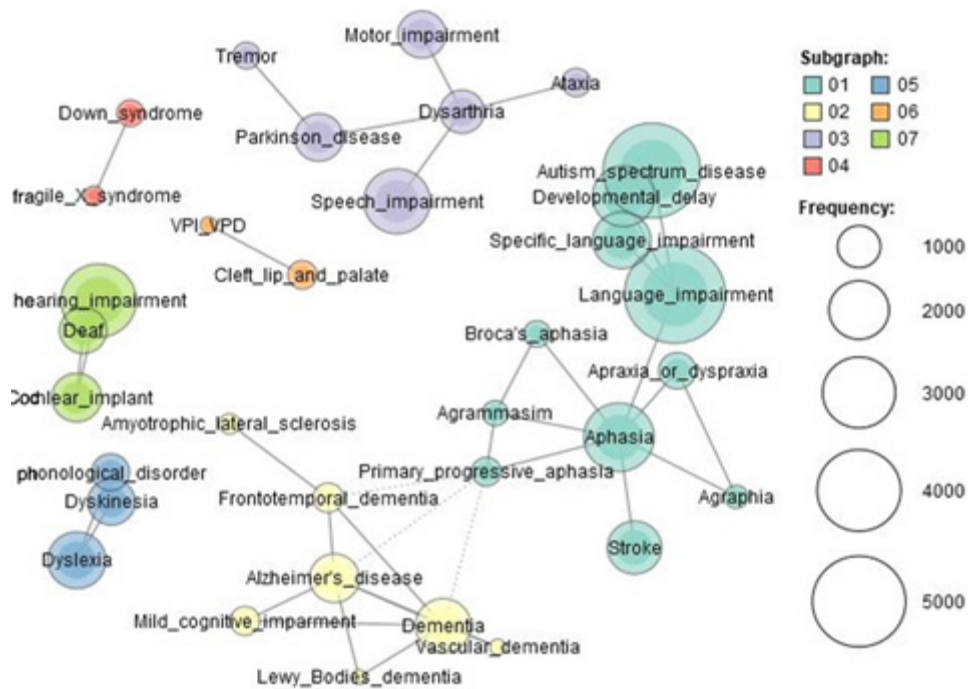 Motor_impairment
Tremor
Ataxia
Down_syndrome
Dysarthria
Parkinson_disease
Autism_spectrum_disease
fragile_X_syndrome
Speech_impairment
Developmental_delay
VPI_VPD
Specific_language_impairment
Cleft_lip_and_palate
hearing_impairment
Language_impairment
Deaf
Broca's_aphasia
Apraxia_or_dyspraxia
Cochlear_implant
Agrammasim
Amyotrophic_lateral_sclerosis
Aphasia
phonological_disorder
Primary_progressive_aphasia
Frontotemporal_dementia
Agraphia
Dyskinesia
Stroke
Dyslexia
Alzheimer's_disease
Mild_cognitive_imparment
Dementia
Vascular_dementia
Lewy_Bodies_dementia
Subgraph:
01 05
02 06
03 07
04
Frequency:
1000
2000
3000
4000
5000